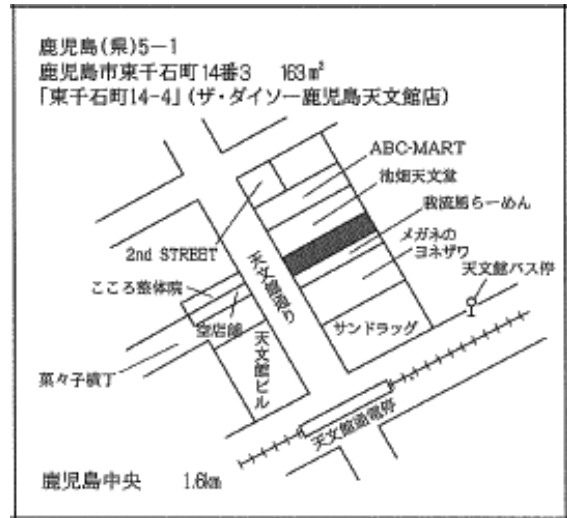 鹿児島(県)5−1
鹿児島市東千石町14番3　163㎡
「東千石町14-4」(ザ・ダイソー鹿児島天文館店)
ABC-MART
池畑天文堂
我流風らーめん
メガネの
ヨネザワ
天文館バス停
2nd STREET
天文館通り
こころ整体院
空店舗
サンドラッグ
天文館ビル
菓々子横丁
天文館通電停
鹿児島中央　1.6㎞